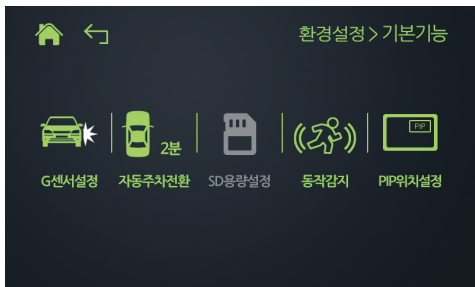 환경설정 > 기본기능
2분
PIP
G센서설정
자동주차전환
SD용량설정
동작감지
PIP위치설정